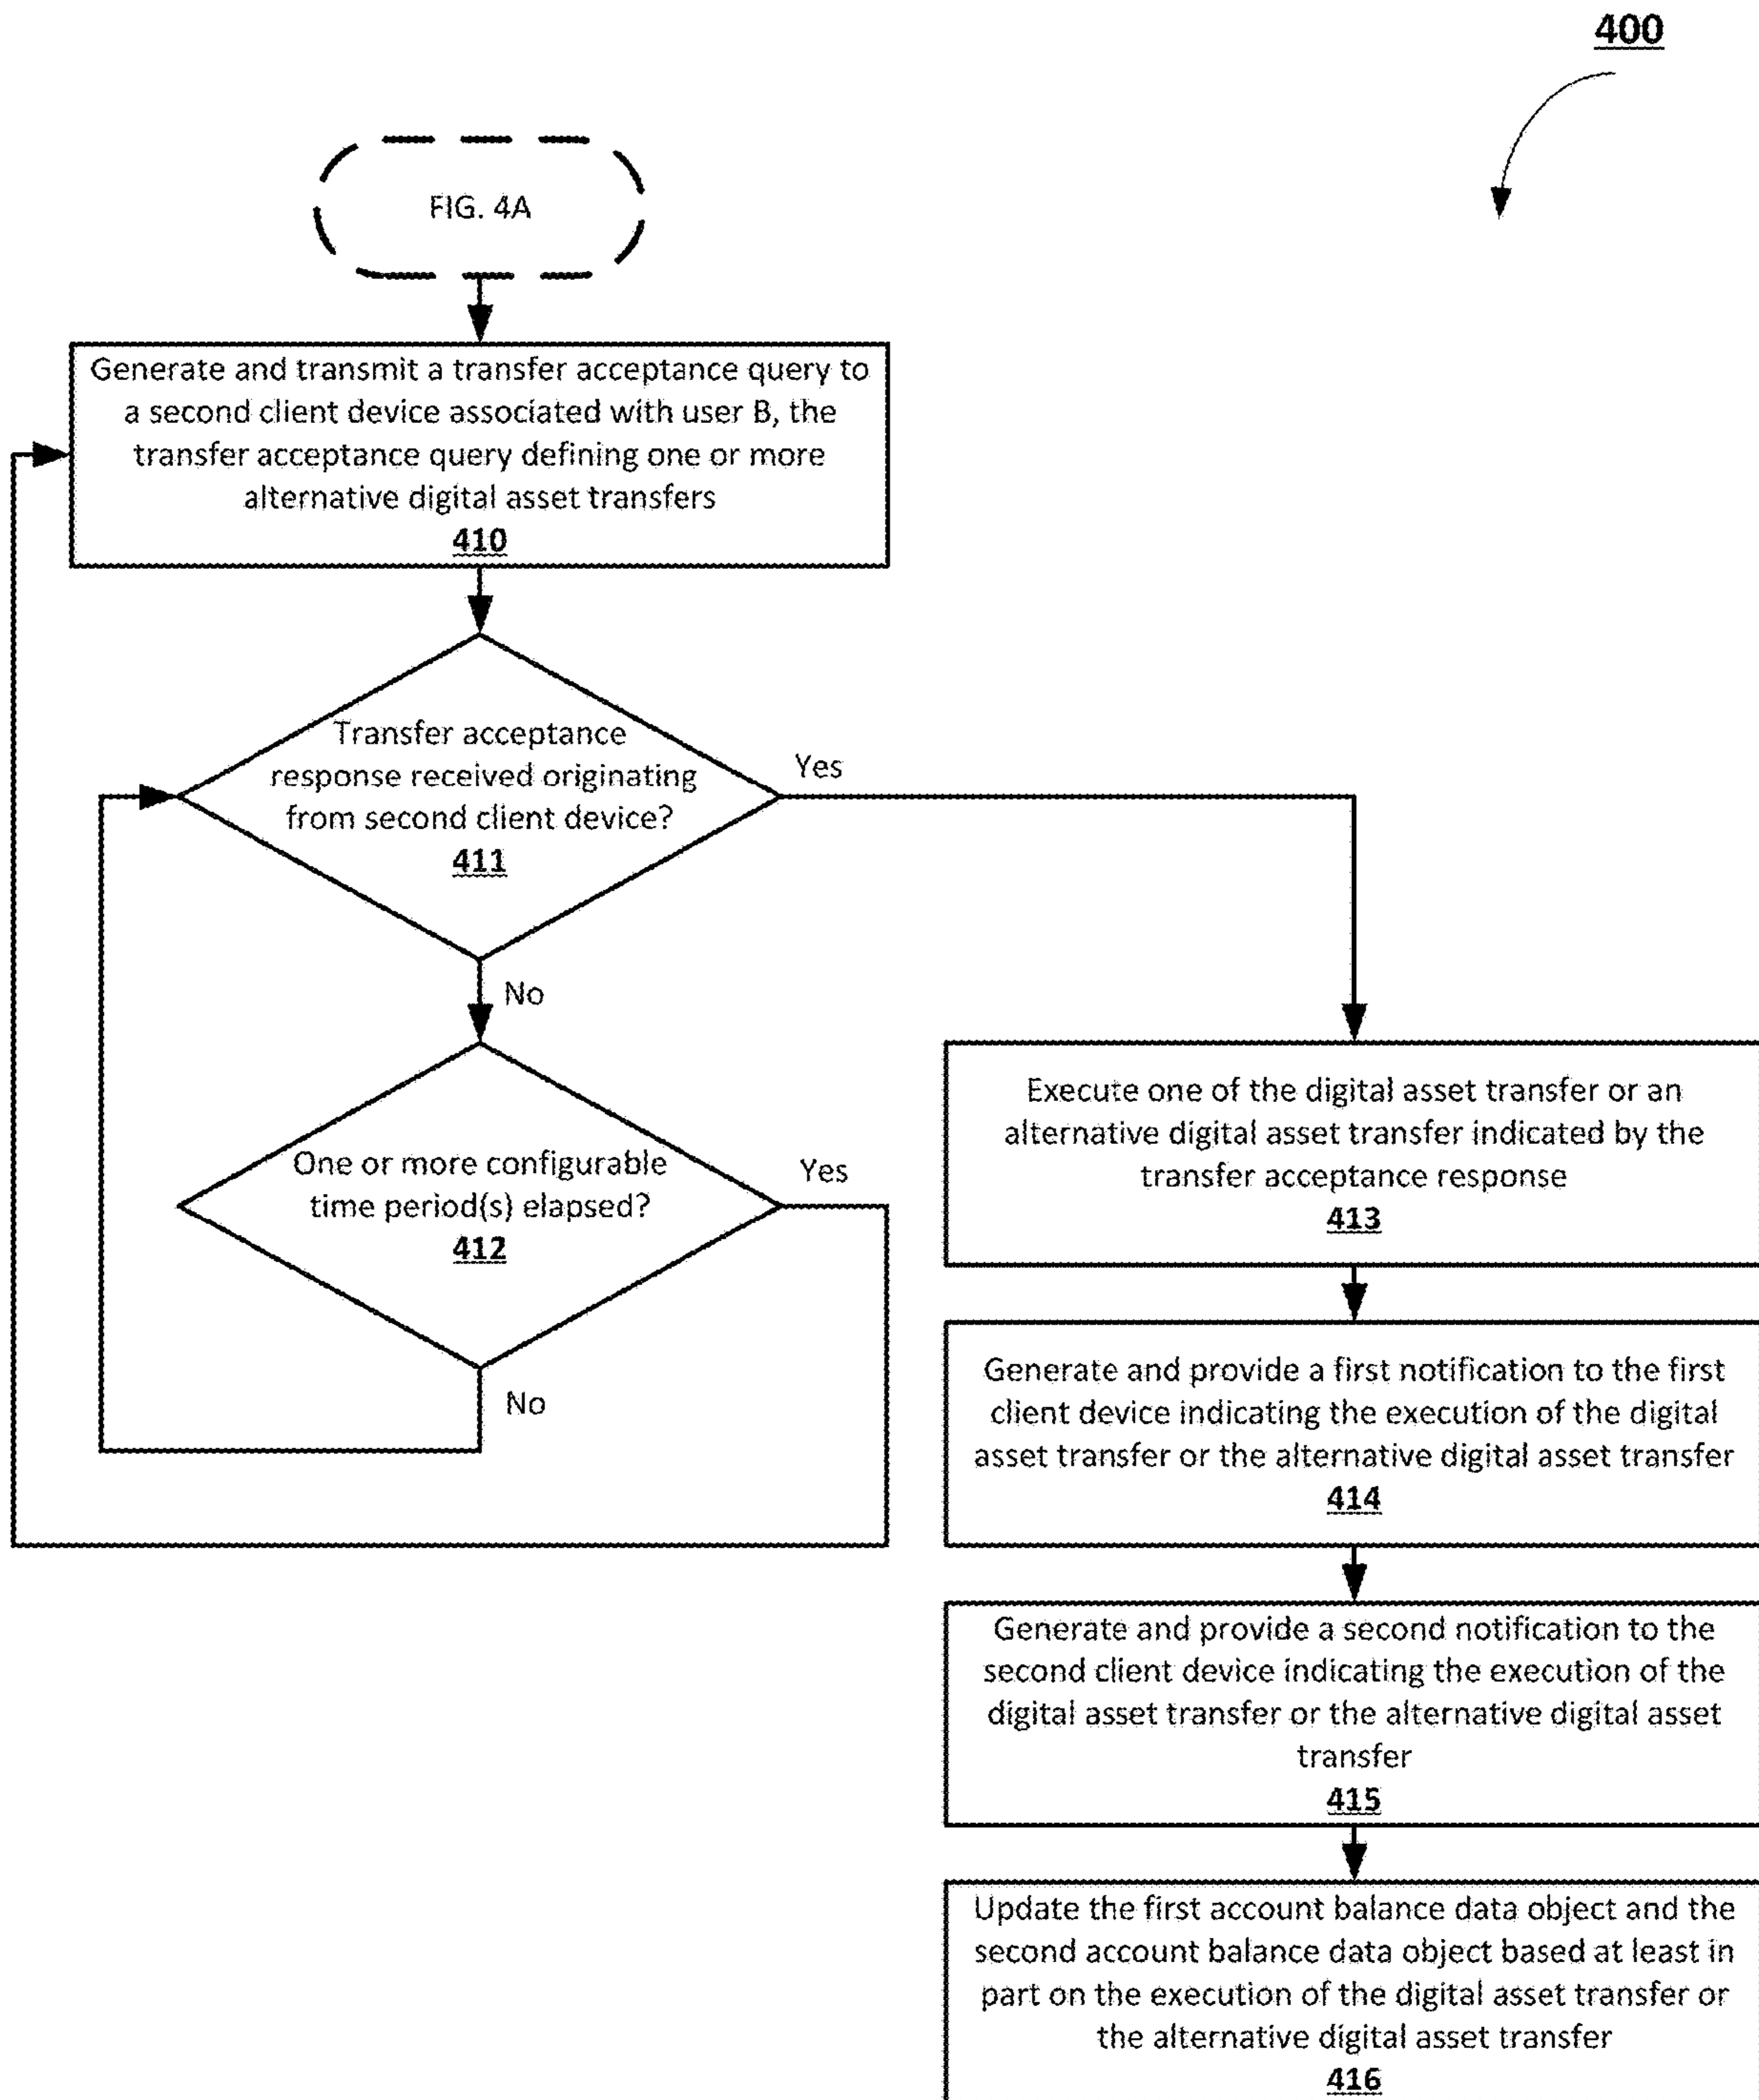 400
FIG. 4A
Generate and transmit a transfer acceptance query to
a second client device associated with user B, the
transfer acceptance query defining one or more
alternative digital asset transfers
410
Transfer acceptance
response received originating
from second client device?
411
Yes
No
One or more configurable
time period(s) elapsed?
412
Yes
No
Execute one of the digital asset transfer or an
alternative digital asset transfer indicated by the
transfer acceptance response
413
Generate and provide a first notification to the first
client device indicating the execution of the digital
asset transfer or the alternative digital asset transfer
414
Generate and provide a second notification to the
second client device indicating the execution of the
digital asset transfer or the alternative digital asset
transfer
415
Update the first account balance data object and the
second account balance data object based at least in
part on the execution of the digital asset transfer or
the alternative digital asset transfer
416